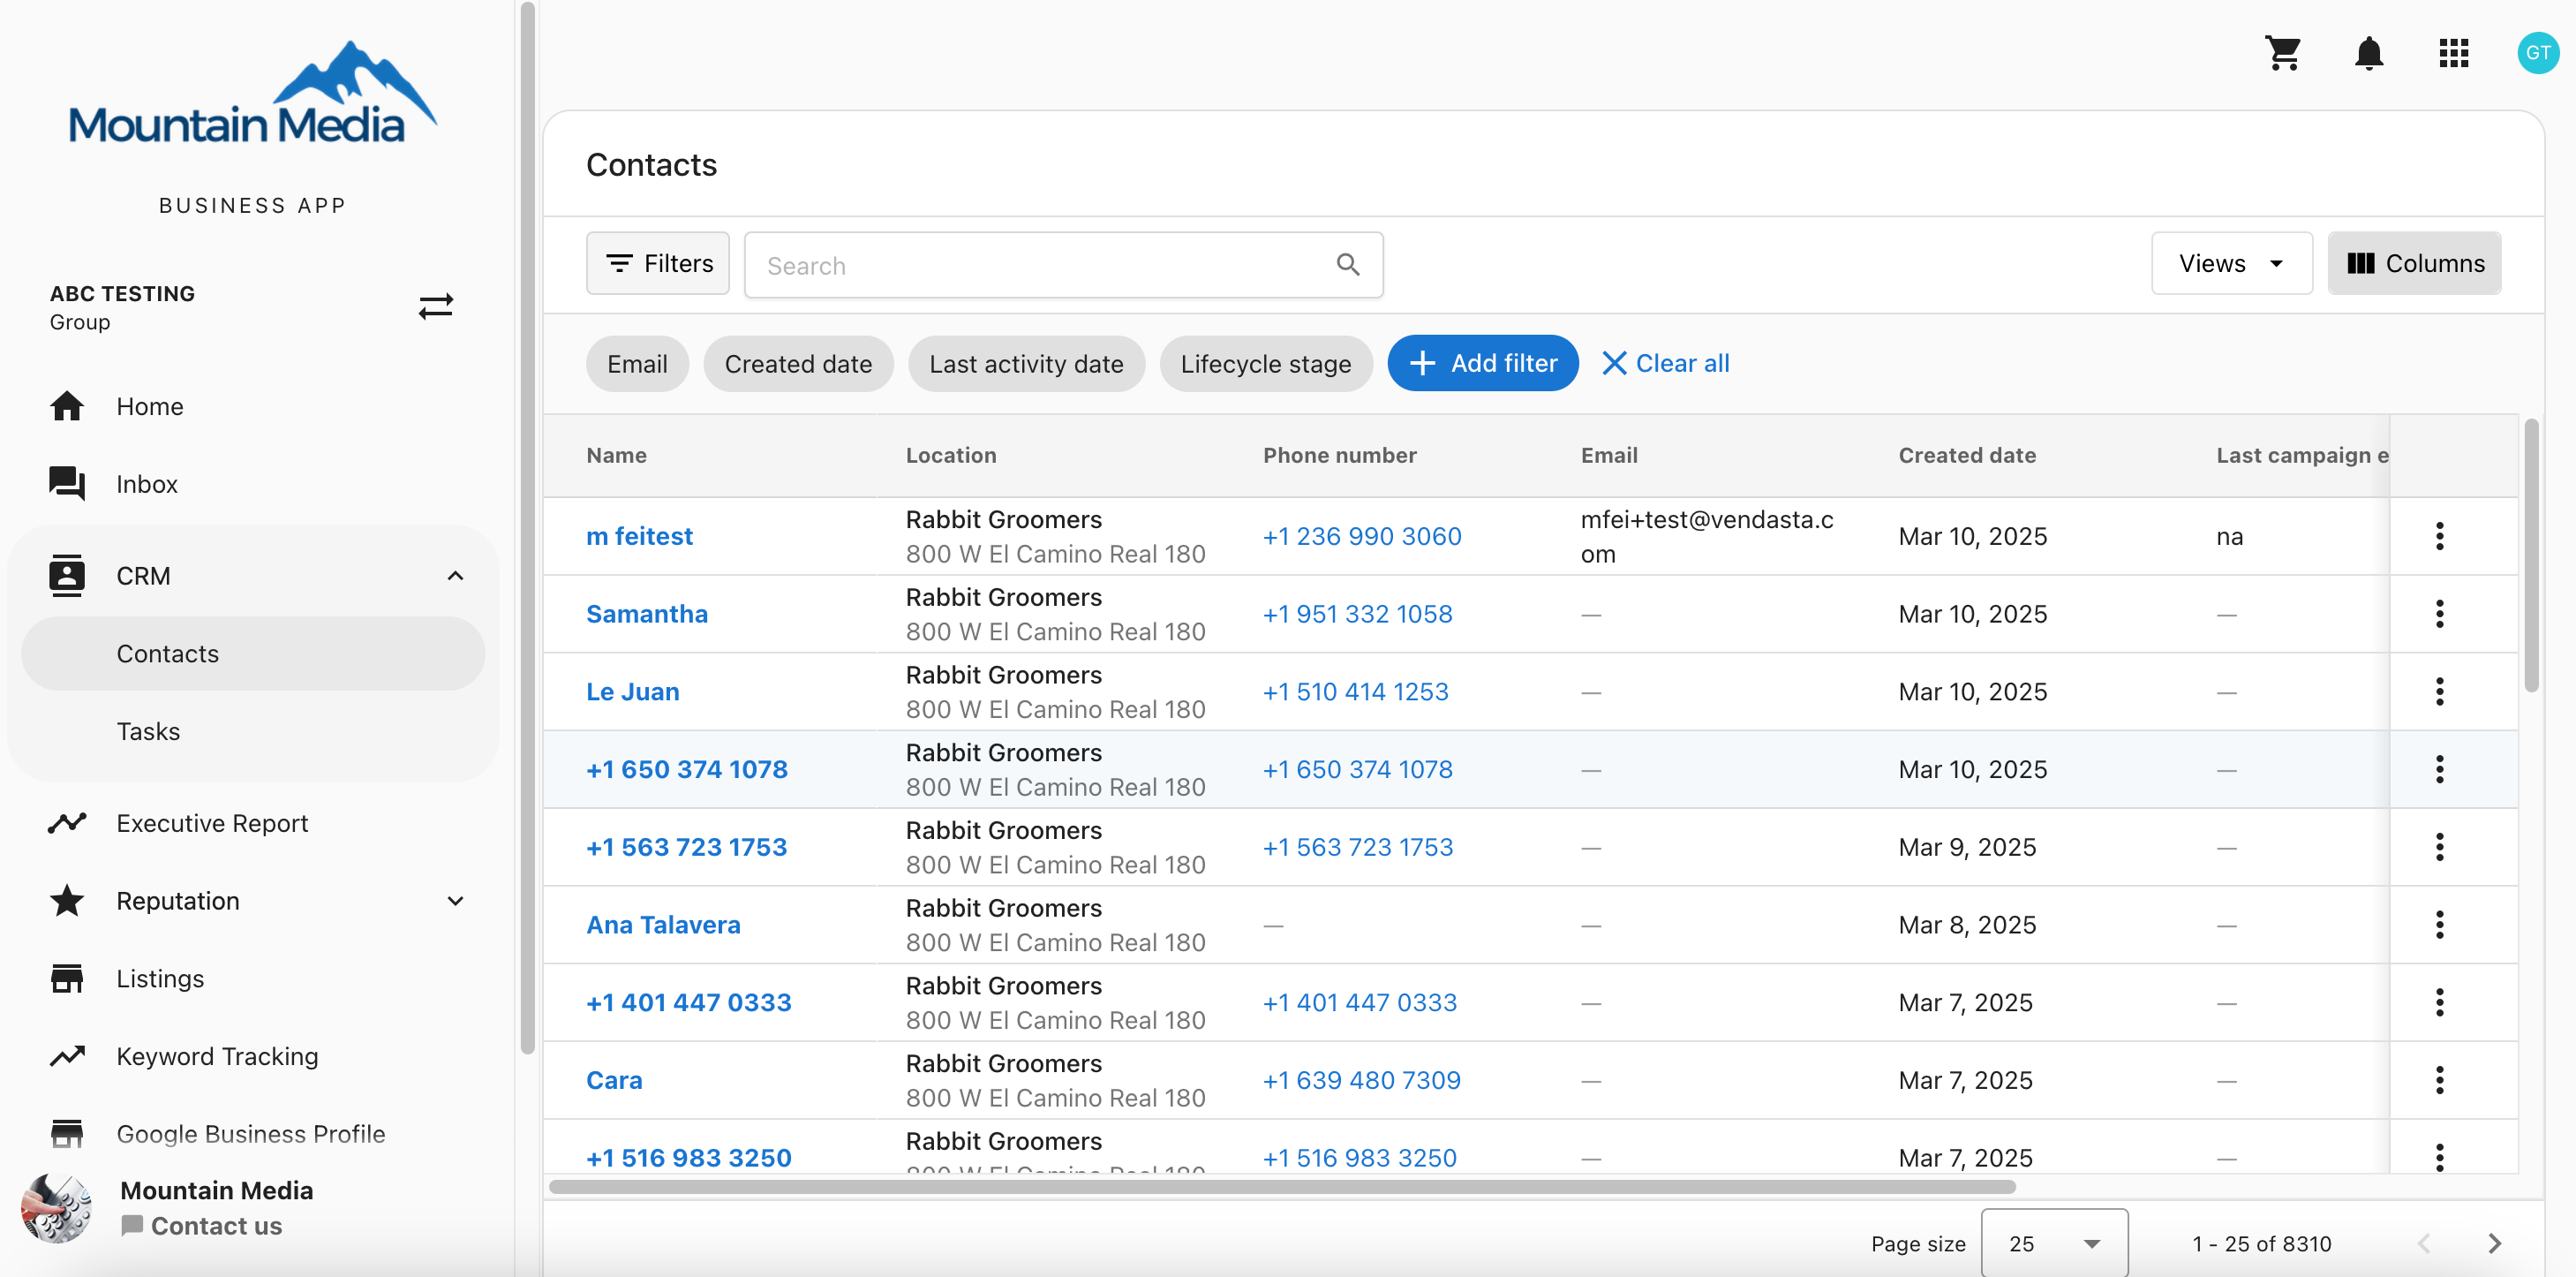 Mountain Media
BUSINESS APP
ABC TESTING
Group
Home
Inbox
CRM
Contacts
Tasks
Executive Report
Reputation
Listings
Keyword Tracking
Google Business Profile
Mountain Media
Contact us
GT
Contacts
Filters
Search
Views
Columns
Email
Created date
Last activity date
Lifecycle stage
Add filter
Clear all
Name Location Phone number Email Created date Last campaign e
m feitest Rabbit Groomers 800 W El Camino Real 180 +1 236 990 3060 mfei+test@vendasta.c om Mar 10, 2025 na
Samantha Rabbit Groomers 800 W El Camino Real 180 +1 951 332 1058 — Mar 10, 2025 —
Le Juan Rabbit Groomers 800 W El Camino Real 180 +1 510 414 1253 — Mar 10, 2025 —
+1 650 374 1078 Rabbit Groomers 800 W El Camino Real 180 +1 650 374 1078 — Mar 10, 2025 —
+1 563 723 1753 Rabbit Groomers 800 W El Camino Real 180 +1 563 723 1753 — Mar 9, 2025 —
Ana Talavera Rabbit Groomers 800 W El Camino Real 180 — — Mar 8, 2025 —
+1 401 447 0333 Rabbit Groomers 800 W El Camino Real 180 +1 401 447 0333 — Mar 7, 2025 —
Cara Rabbit Groomers 800 W El Camino Real 180 +1 639 480 7309 — Mar 7, 2025 —
+1 516 983 3250 Rabbit Groomers 800 W El Camino Real 180 +1 516 983 3250 — Mar 7, 2025 —
Page size 25 1 - 25 of 8310